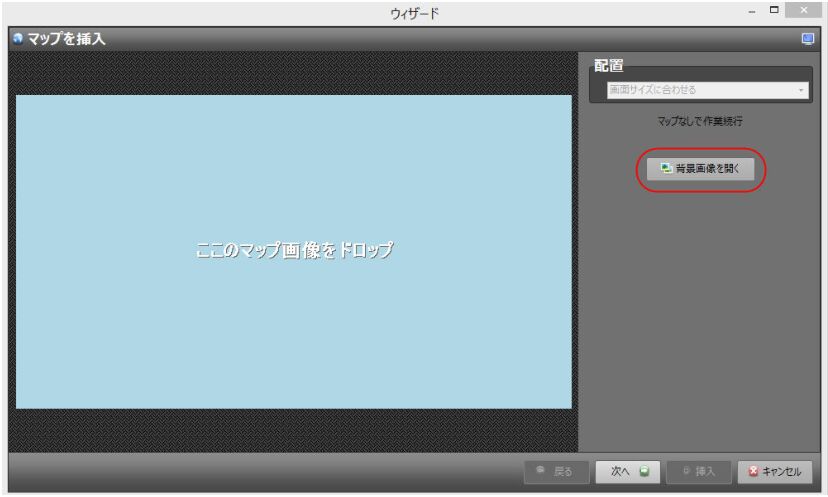 ウィザード
マップを挿入
配置
画面サイズに合わせる
マップなしで作業続行
背景画像を開く
ここのマップ画像をドロップ
戻る
次へ
挿入
キャンセル